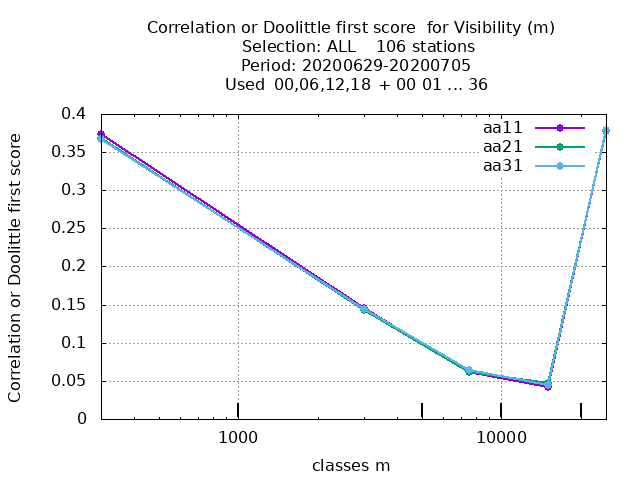 Correlation or Doolittle first score  for Visibility (m)
Selection: ALL    106 stations
Period: 20200629-20200705
Used  00,06,12,18 + 00 01 ... 36
Correlation or Doolittle first score
0.4
0.35
0.3
0.25
0.2
0.15
0.1
0.05
0
aa11
aa21
aa31
1000
10000
classes m